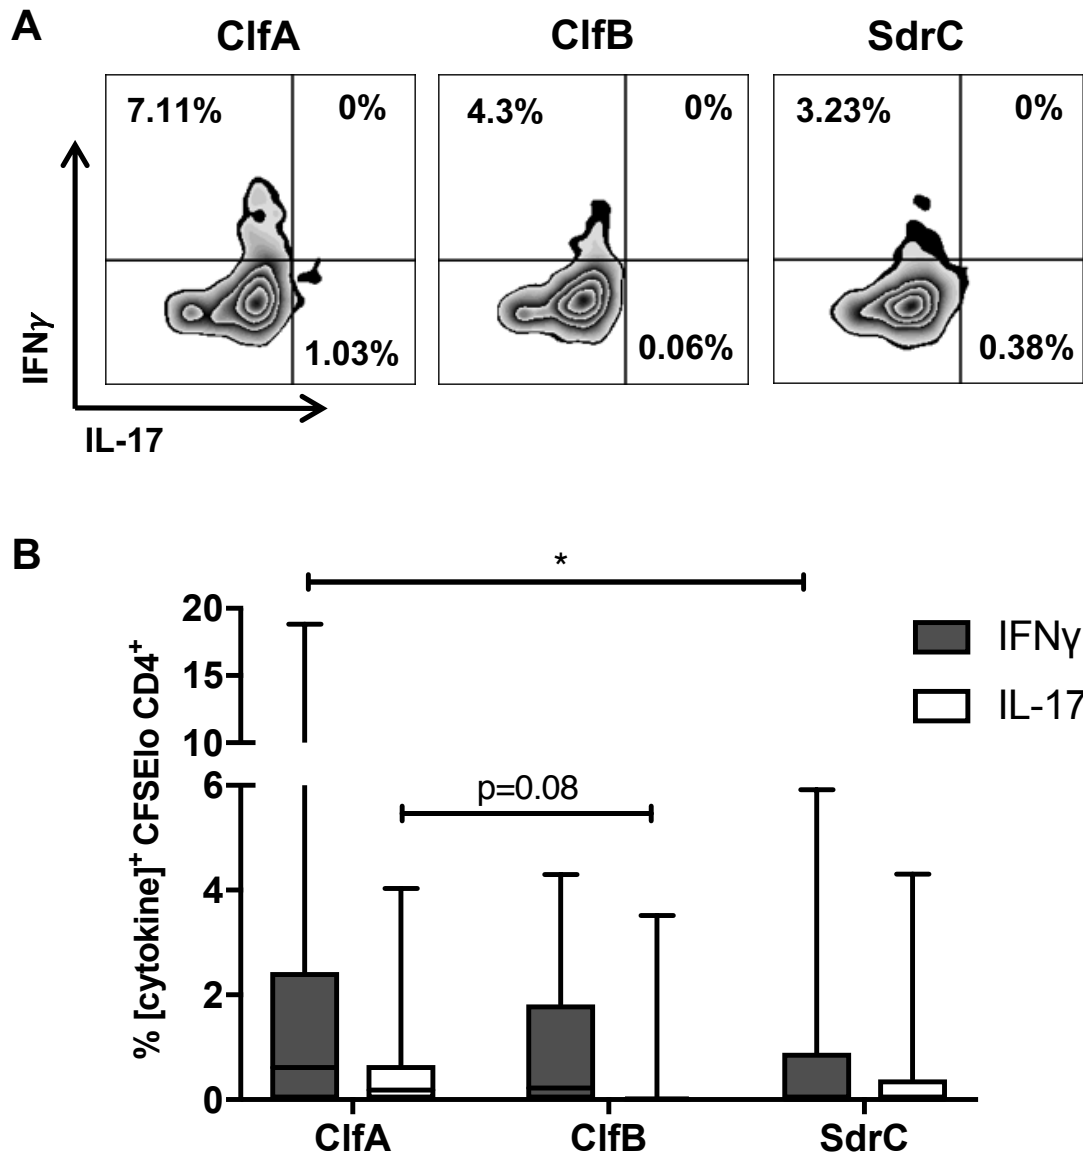 A
ClfA ClfB SdrC
7.11% 0% 4.3% 0% 3.23% 0%
1.03% 0.06% 0.38%
IFNγ
IL-17
B
*
20
15
10
6
4
2
0
p=0.08
% [cytokine]⁺ CFSElo CD4⁺
IFNγ
IL-17
ClfA ClfB SdrC